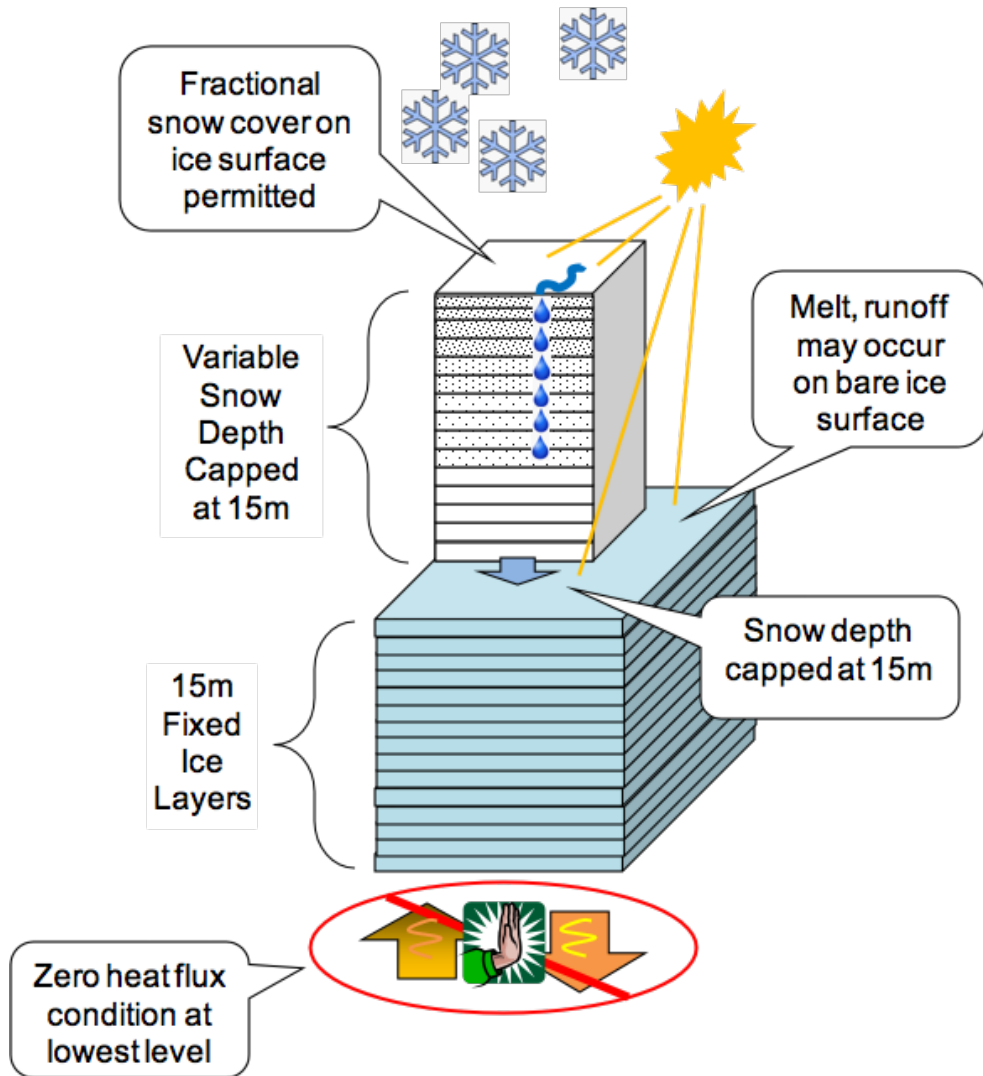 Fractional
snow cover on
ice surface
permitted
Variable
Snow
Depth
Capped
at 15m
Melt, runoff
may occur
on bare ice
surface
Snow depth
capped at 15m
15m
Fixed
Ice
Layers
Zero heat flux
condition at
lowest level